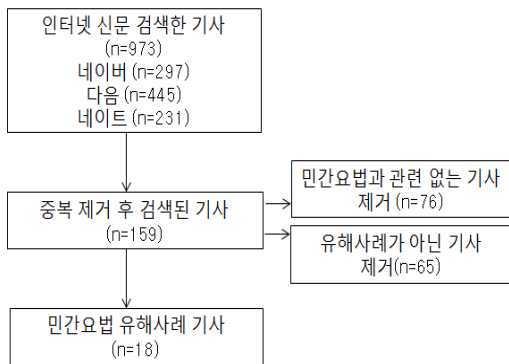 인터넷 신문 검색한 기사
(n=973)
네이버 (n=297)
다음 (n=445)
네이트 (n=231)
민간요법과 관련 없는 기사
제거 (n=76)
중복 제거 후 검색된 기사
(n=159)
유해사례가 아닌 기사
제거(n=65)
민간요법 유해사례 기사
(n=18)